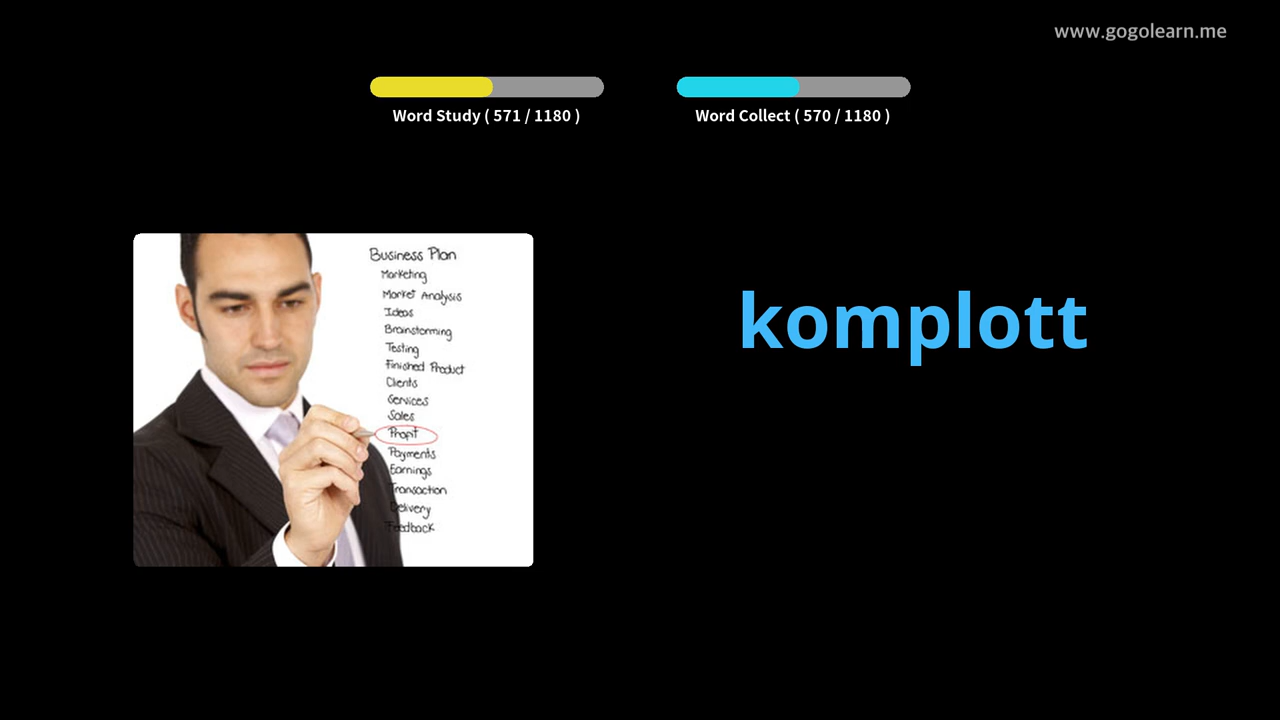 www.gogolearn.me
Word Study ( 571 / 1180 )
Word Collect ( 570 / 1180 )
Business Plan
Marketing
Market Analysis
Ideas
Brainstorming
Testing
Finished Product
Clients
Services
Sales
Profit
Payments
Earnings
Transaction
Delivery
Feedback
komplott